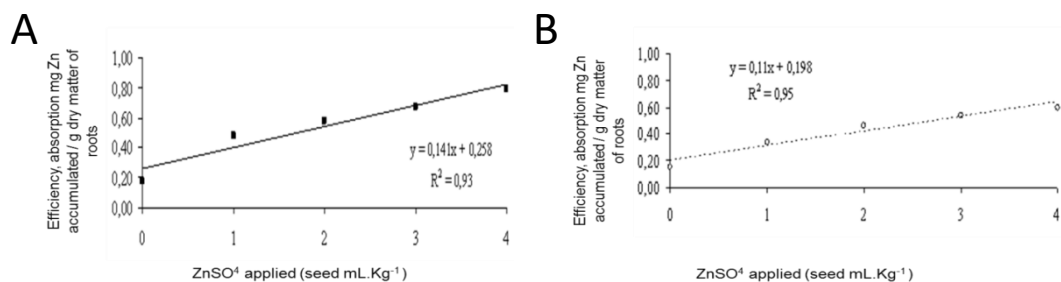 A
Efficiency, absorption mg Zn
accumulated / g dry matter of
roots
1,00
0,80
0,60
0,40
0,20
0,00
y = 0,141x + 0,258
R² = 0,93
0 1 2 3 4
ZnSO⁴ applied (seed mL.Kg⁻¹)
B
Efficiency, absorption mg Zn
accumulated / g dry matter
of roots
1,00
0,80
0,60
0,40
0,20
0,00
y = 0,11x + 0,198
R² = 0,95
0 1 2 3 4
ZnSO⁴ applied (seed mL.Kg⁻¹)